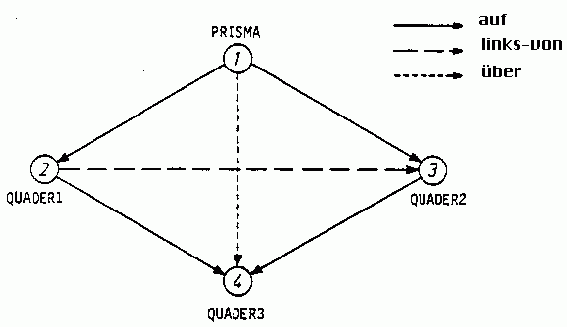 auf
PRISMA
links-von
1
über
2
3
QUADER1
QUADER2
4
QUADER3